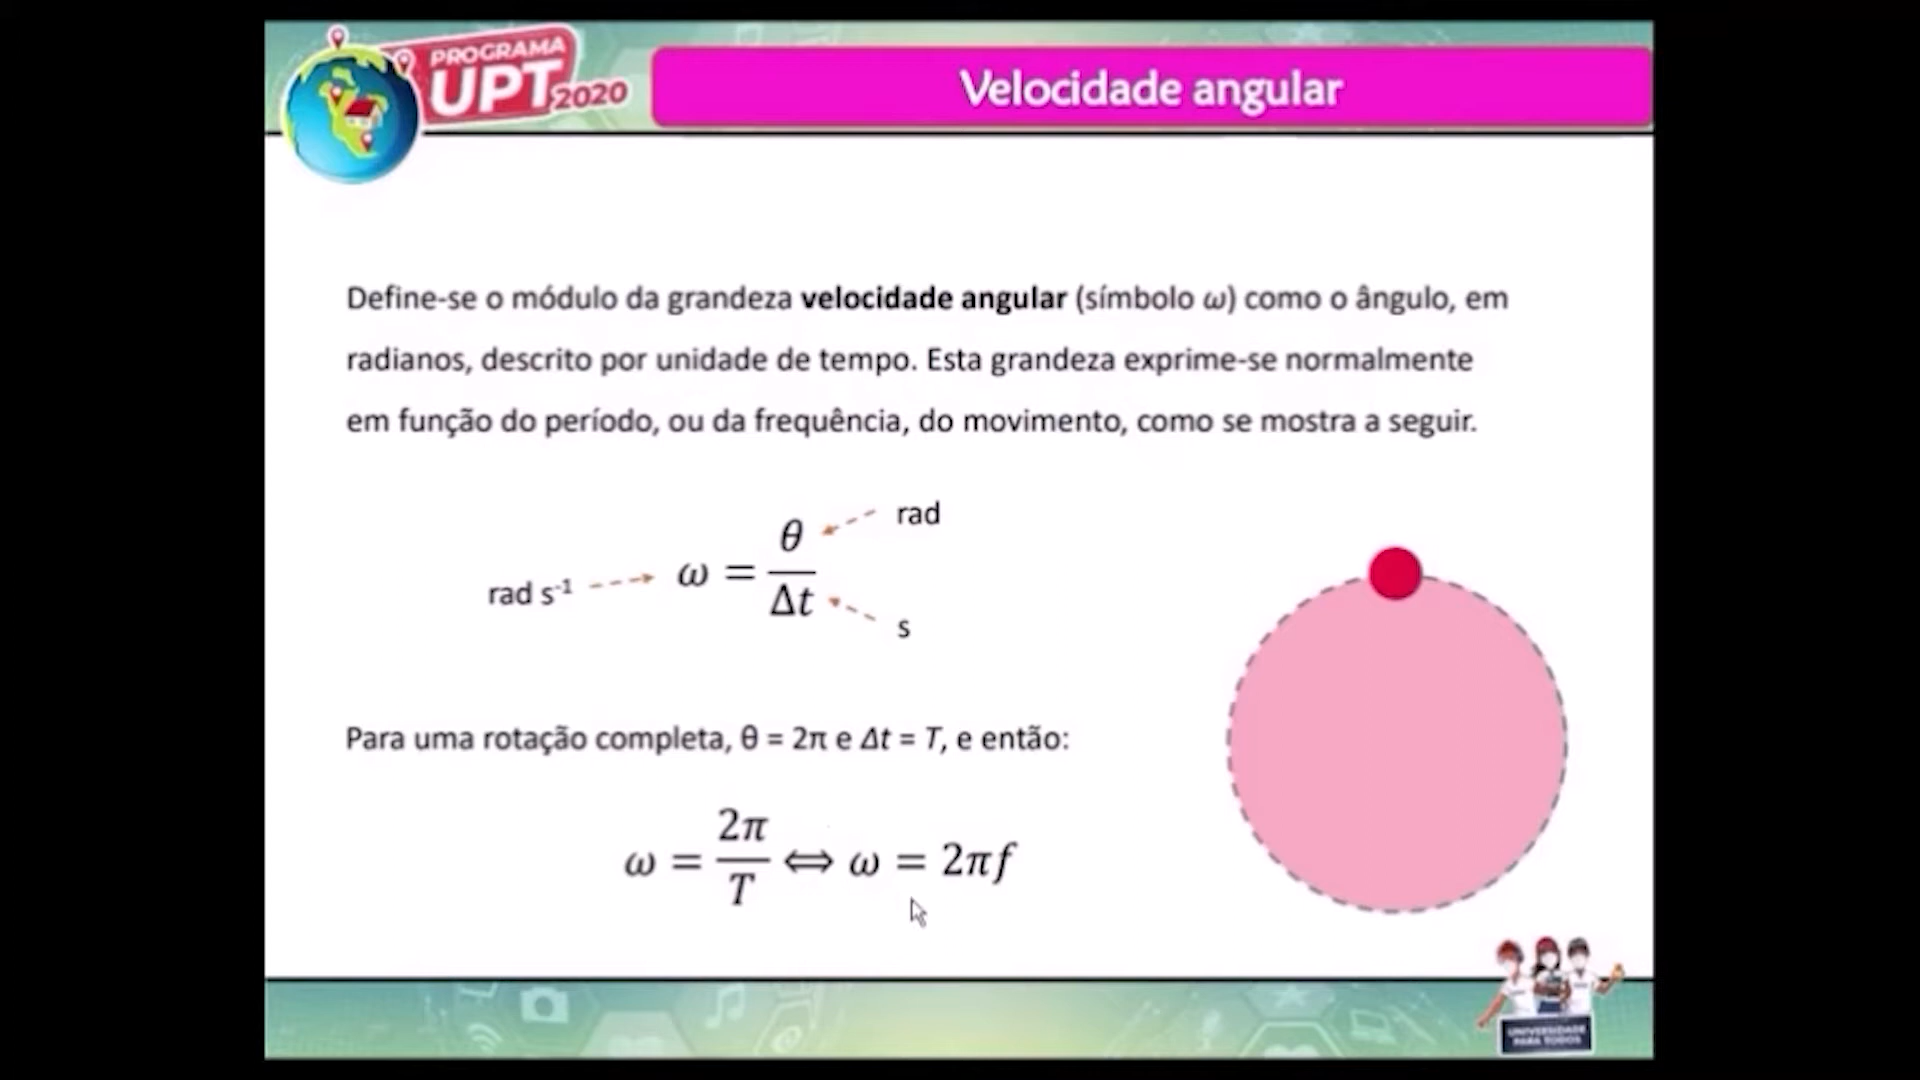 PROGRAMA
UPT2020
Velocidade angular
Define-se o módulo da grandeza velocidade angular (símbolo ω) como o ângulo, em
radianos, descrito por unidade de tempo. Esta grandeza exprime-se normalmente
em função do período, ou da frequência, do movimento, como se mostra a seguir.
rad
rad s⁻¹
ω = θ/Δt
s
Para uma rotação completa, θ = 2π e Δt = T, e então:
ω = 2π/T ⟺ ω = 2πf
UNIVERSIDADE
PARA TODOS